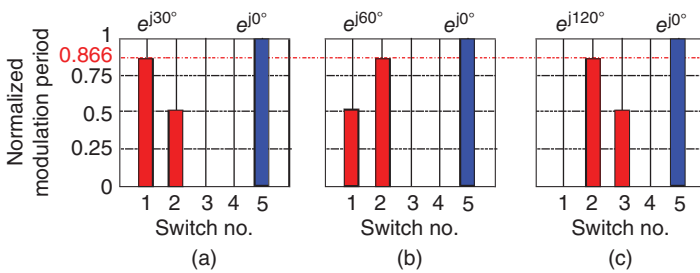 e^{j30°} e^{j0°} e^{j60°} e^{j0°} e^{j120°} e^{j0°}
Normalized
modulation period
1
0.866
0.75
0.5
0.25
0
1 2 3 4 5 1 2 3 4 5 1 2 3 4 5
Switch no. Switch no. Switch no.
(a) (b) (c)